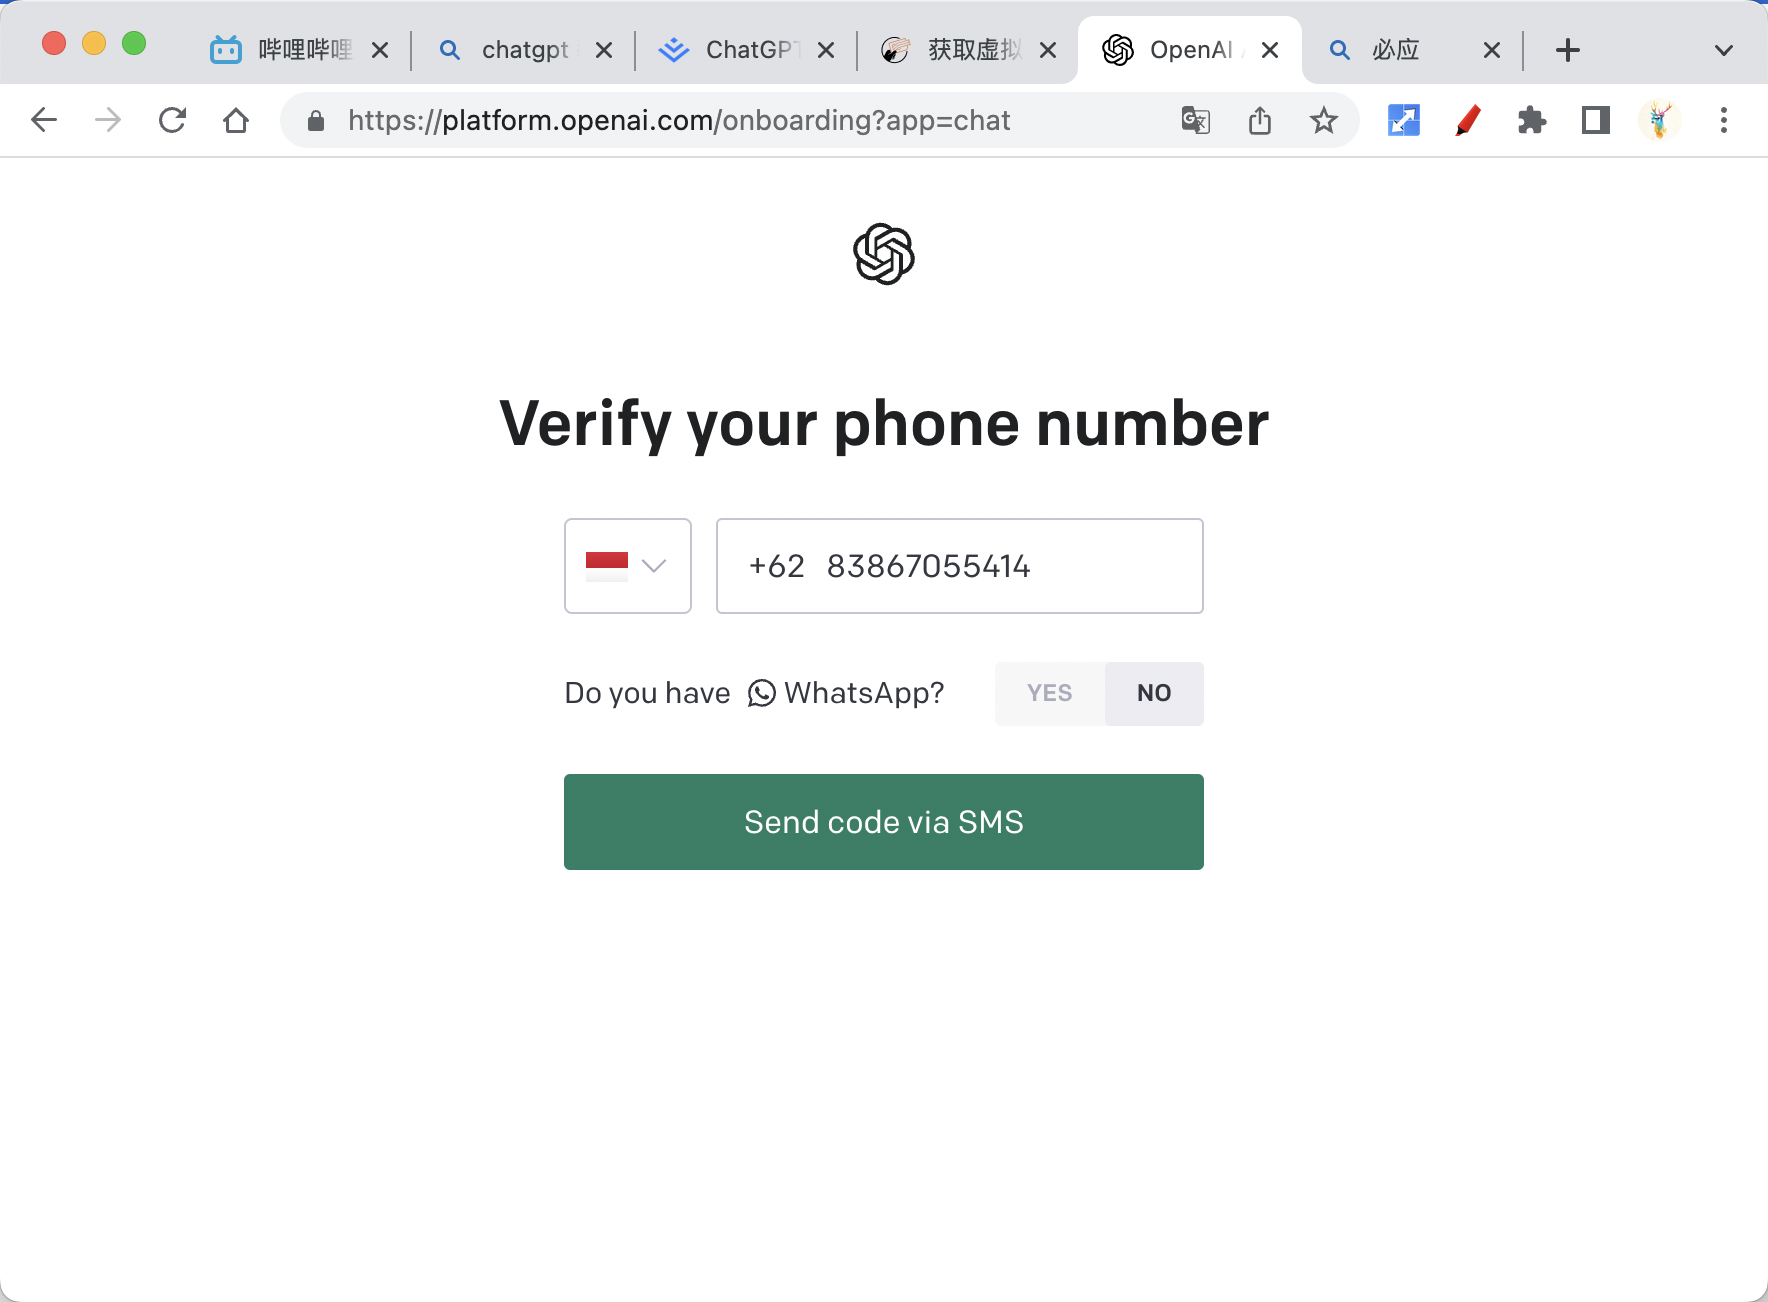 哔哩哔哩
chatgpt
ChatGPT
获取虚拟
OpenAI
必应
https://platform.openai.com/onboarding?app=chat
Verify your phone number
+62 83867055414
Do you have WhatsApp?
YES NO
Send code via SMS